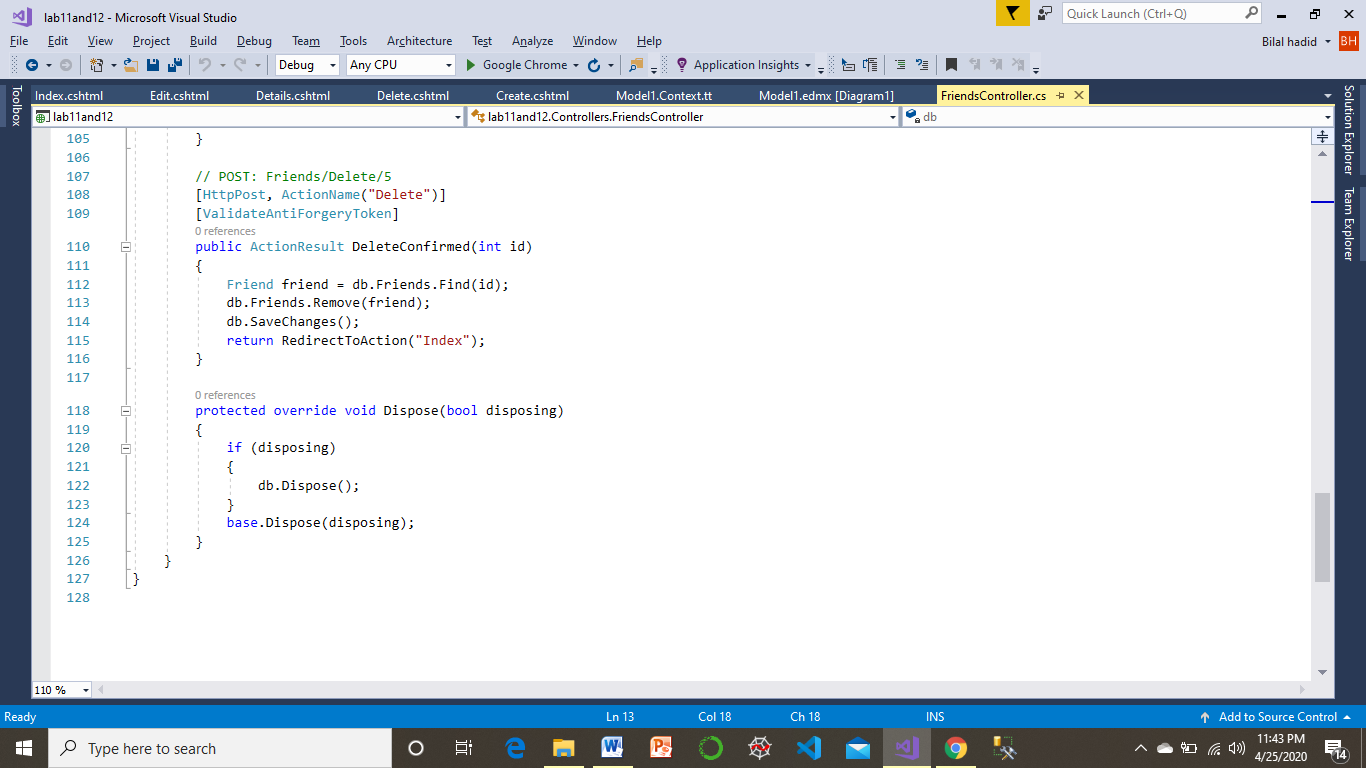 lab11and12 - Microsoft Visual Studio
Quick Launch (Ctrl+Q)
File Edit View Project Build Debug Team Tools Architecture Test Analyze Window Help
Bilal hadid BH
Debug Any CPU Google Chrome Application Insights
Toolbox
Index.cshtml Edit.cshtml Details.cshtml Delete.cshtml Create.cshtml Model1.Context.tt Model1.edmx [Diagram1] FriendsController.cs
Solution Explorer
Team Explorer
lab11and12 lab11and12.Controllers.FriendsController db
105 }
106
107 // POST: Friends/Delete/5
108 [HttpPost, ActionName("Delete")]
109 [ValidateAntiForgeryToken]
0 references
110 public ActionResult DeleteConfirmed(int id)
111 {
112 Friend friend = db.Friends.Find(id);
113 db.Friends.Remove(friend);
114 db.SaveChanges();
115 return RedirectToAction("Index");
116 }
117
0 references
118 protected override void Dispose(bool disposing)
119 {
120 if (disposing)
121 {
122 db.Dispose();
123 }
124 base.Dispose(disposing);
125 }
126 }
127 }
128
110 %
Ready Ln 13 Col 18 Ch 18 INS Add to Source Control
Type here to search
11:43 PM
4/25/2020
14